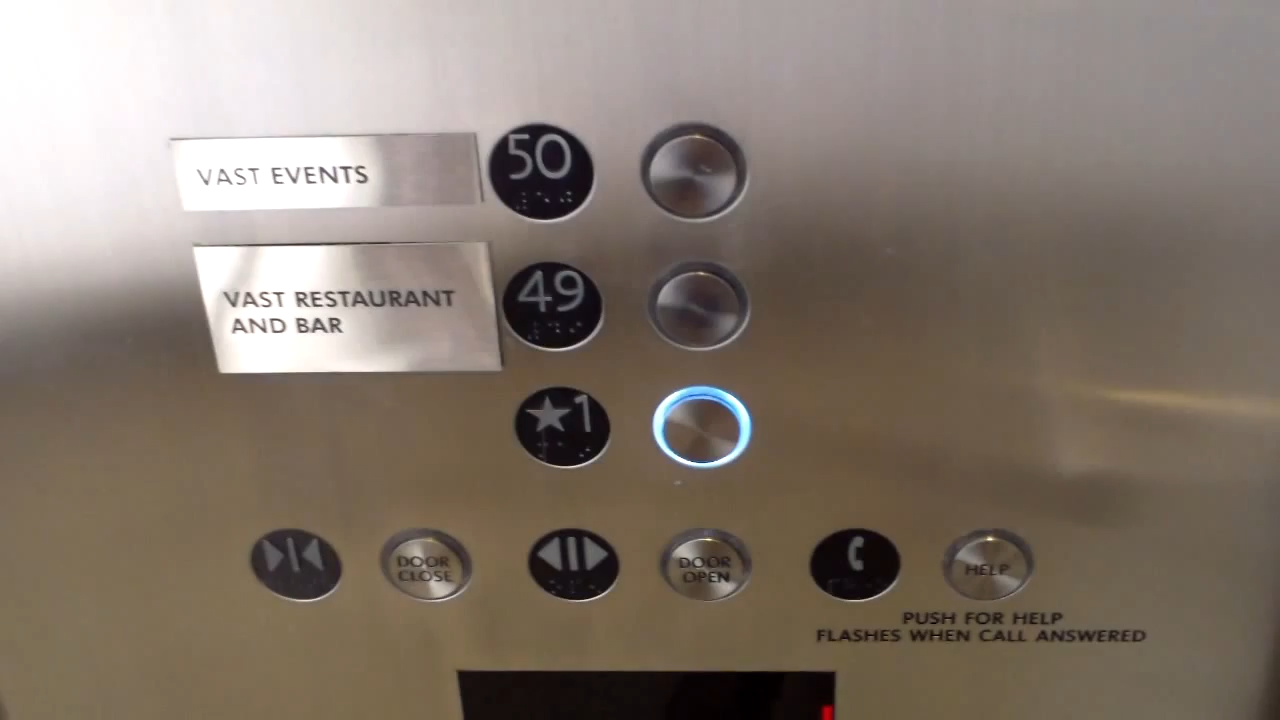 VAST EVENTS
50
VAST RESTAURANT
AND BAR
49
★1
DOOR
CLOSE
DOOR
OPEN
HELP
PUSH FOR HELP
FLASHES WHEN CALL ANSWERED